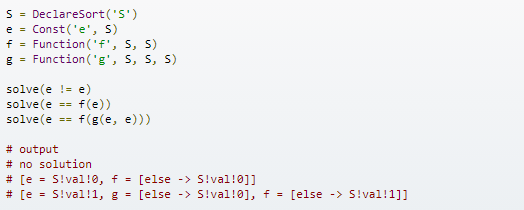 S = DeclareSort('S')
e = Const('e', S)
f = Function('f', S, S)
g = Function('g', S, S, S)

solve(e != e)
solve(e == f(e))
solve(e == f(g(e, e)))

# output
# no solution
# [e = S!val!0, f = [else -> S!val!0]]
# [e = S!val!1, g = [else -> S!val!0], f = [else -> S!val!1]]